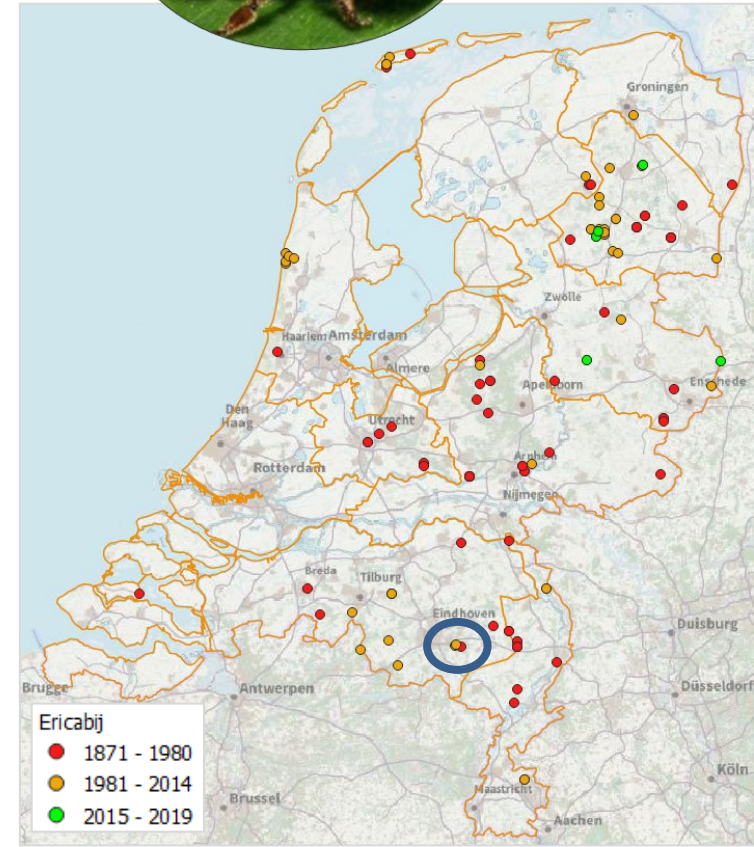 Groningen
Zwolle
Haarlem
Amsterdam
Almere
Apeldoorn
Enschede
Den
Haag
Utrecht
Rotterdam
Arnhem
Nijmegen
Breda
Tilburg
Eindhoven
Duisburg
Brugge
Antwerpen
Düsseldorf
Ericabij
1871 - 1980
1981 - 2014
2015 - 2019
Köln
Maastricht
Brussel
Aachen